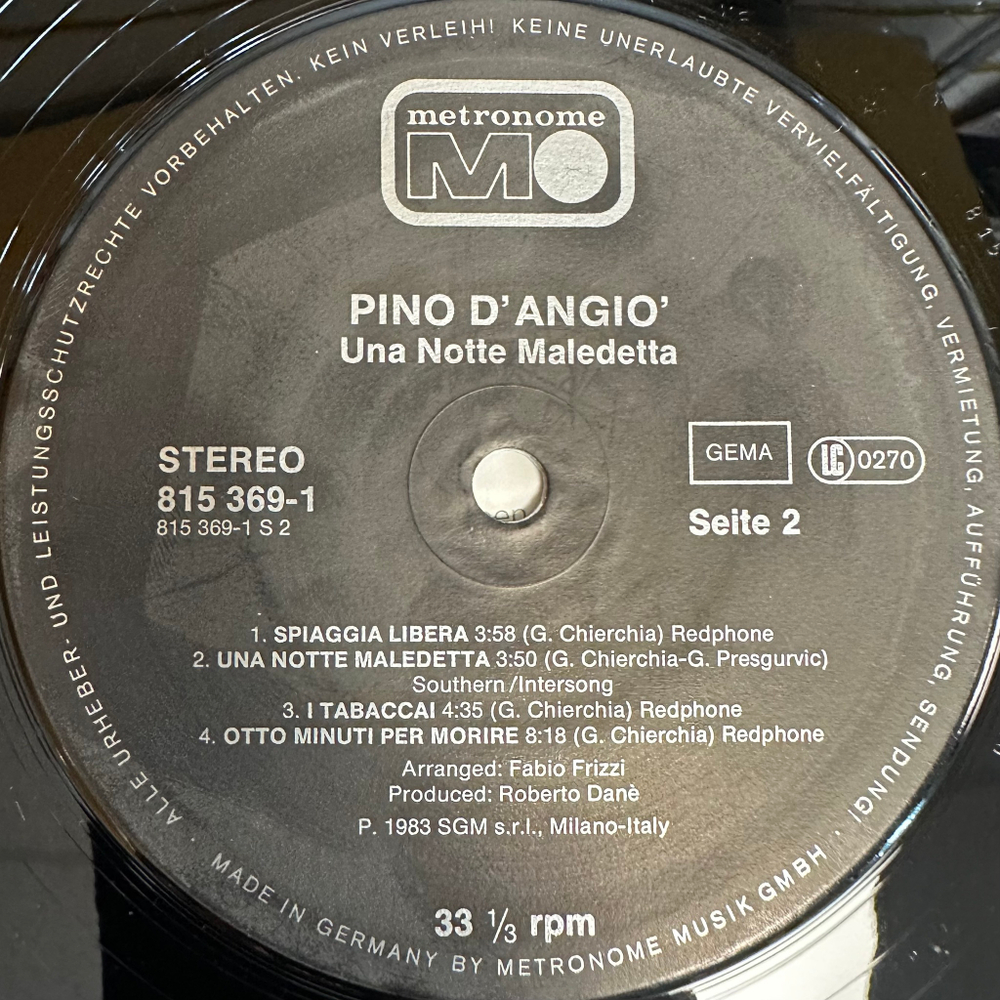 ALLE URHEBER- UND LEISTUNGSSCHUTZRECHTE VORBEHALTEN. KEIN VERLEIH! KEINE UNERLAUBTE VERVIELFÄLTIGUNG, VERMIETUNG, AUFFÜHRUNG, SENDUNG!
metronome
MO
PINO D'ANGIO'
Una Notte Maledetta
STEREO
815 369-1
815 369-1 S 2
GEMA
LC 0270
Seite 2
1. SPIAGGIA LIBERA 3:58 (G. Chierchia) Redphone
2. UNA NOTTE MALEDETTA 3:50 (G. Chierchia-G. Presgurvic)
Southern/Intersong
3. I TABACCAI 4:35 (G. Chierchia) Redphone
4. OTTO MINUTI PER MORIRE 8:18 (G. Chierchia) Redphone
Arranged: Fabio Frizzi
Produced: Roberto Danè
P. 1983 SGM s.r.l., Milano-Italy
33 ⅓ rpm
MADE IN GERMANY BY METRONOME MUSIK GMBH